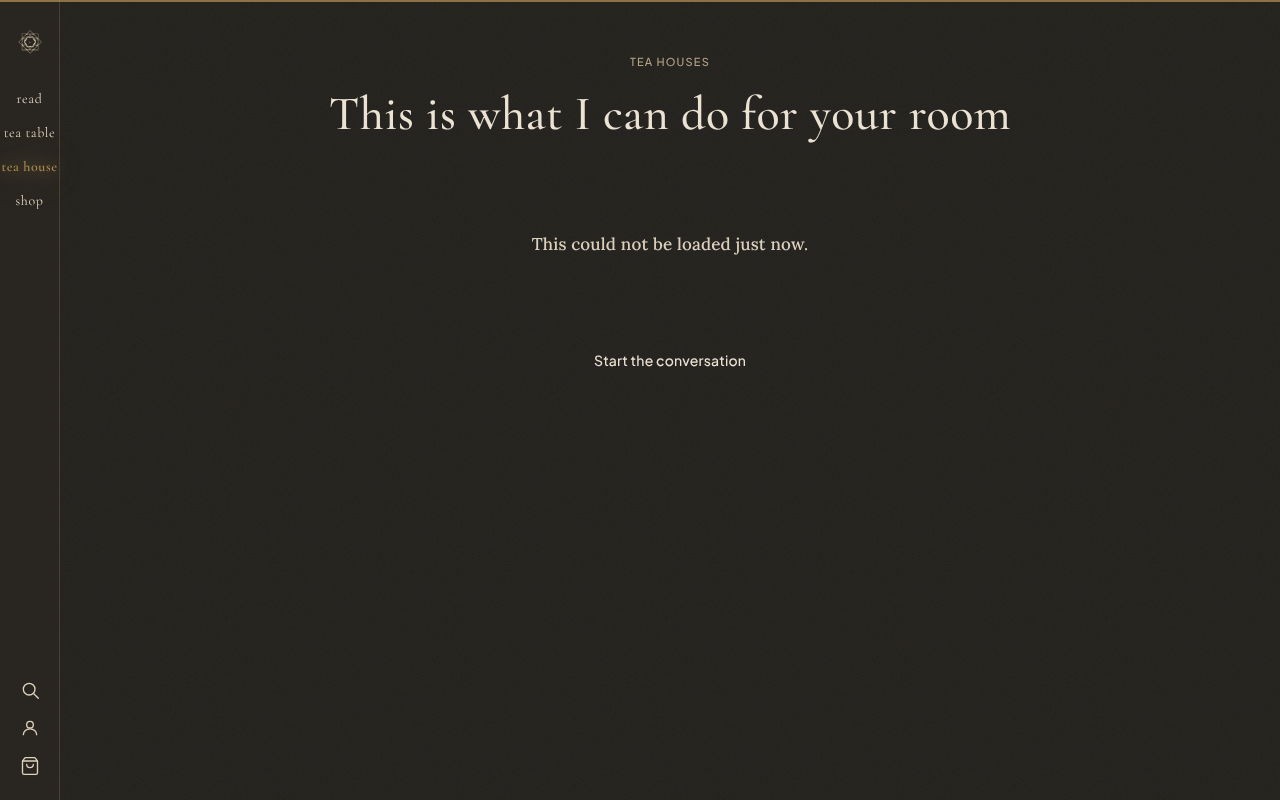 read
tea table
tea house
shop
TEA HOUSES
This is what I can do for your room
This could not be loaded just now.
Start the conversation